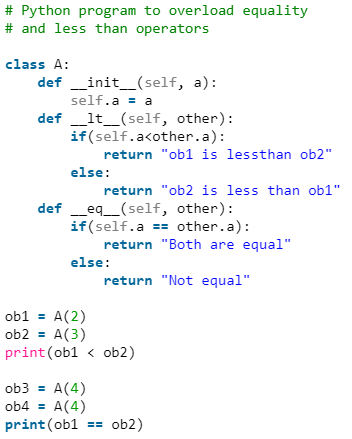 # Python program to overload equality
# and less than operators

class A:
    def __init__(self, a):
        self.a = a
    def __lt__(self, other):
        if(self.a<other.a):
            return "ob1 is lessthan ob2"
        else:
            return "ob2 is less than ob1"
    def __eq__(self, other):
        if(self.a == other.a):
            return "Both are equal"
        else:
            return "Not equal"

ob1 = A(2)
ob2 = A(3)
print(ob1 < ob2)

ob3 = A(4)
ob4 = A(4)
print(ob1 == ob2)